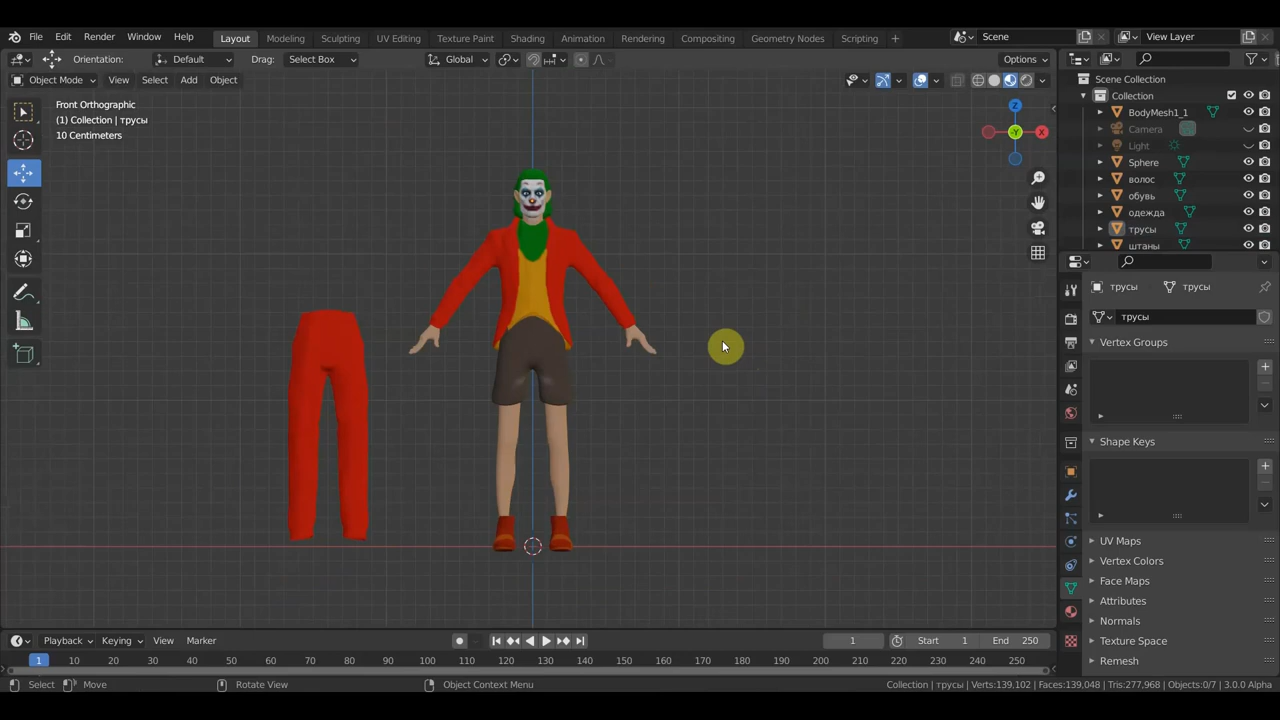 File Edit Render Window Help Layout Modeling Sculpting UV Editing Texture Paint Shading Animation Rendering Compositing Geometry Nodes Scripting + Scene View Layer
Orientation: Default Drag: Select Box Global Options
Object Mode View Select Add Object
Scene Collection
Collection
BodyMesh1_1
Camera
Light
Sphere
волос
обувь
одежда
трусы
штаны
Front Orthographic
(1) Collection | трусы
10 Centimeters
Z
X
-Y
трусы трусы
трусы
Vertex Groups
Shape Keys
UV Maps
Vertex Colors
Face Maps
Attributes
Normals
Texture Space
Remesh
Playback Keying View Marker 1 Start 1 End 250
1 10 20 30 40 50 60 70 80 90 100 110 120 130 140 150 160 170 180 190 200 210 220 230 240 250
Select Move Rotate View Object Context Menu Collection | трусы | Verts:139,102 | Faces:139,048 | Tris:277,968 | Objects:0/7 | 3.0.0 Alpha